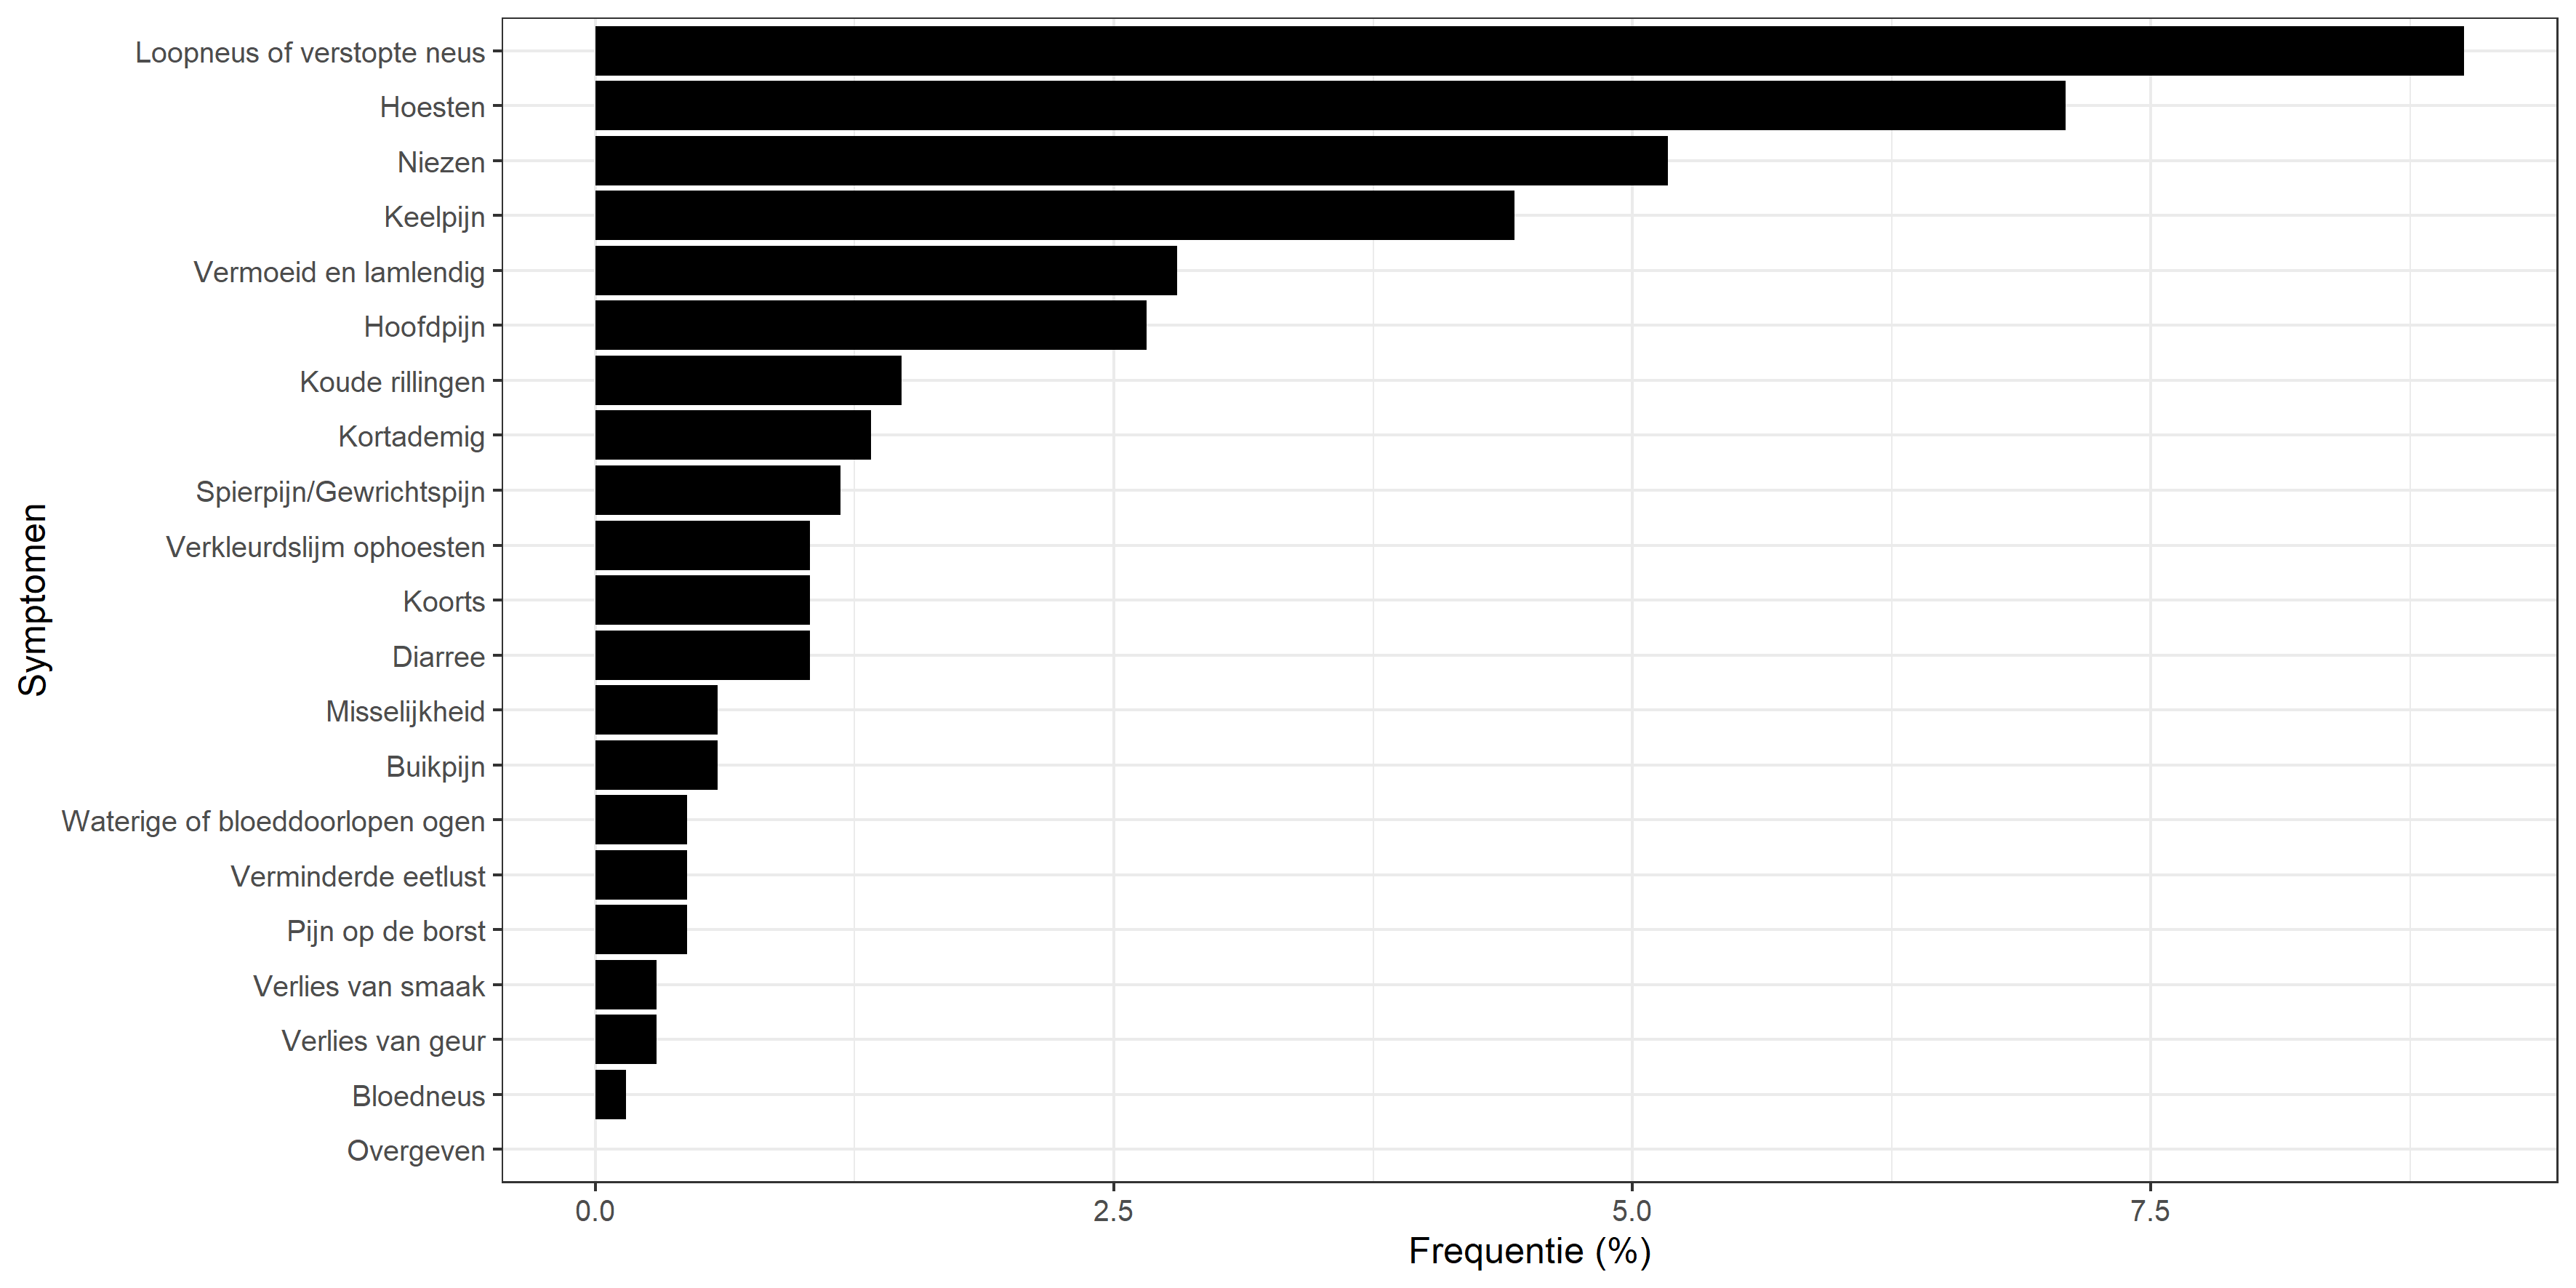 Loopneus of verstopte neus
Hoesten
Niezen
Keelpijn
Vermoeid en lamlendig
Hoofdpijn
Koude rillingen
Kortademig
Spierpijn/Gewrichtspijn
Verkleurdslijm ophoesten
Koorts
Diarree
Misselijkheid
Buikpijn
Waterige of bloeddoorlopen ogen
Verminderde eetlust
Pijn op de borst
Verlies van smaak
Verlies van geur
Bloedneus
Overgeven
Symptomen
0.0 2.5 5.0 7.5
Frequentie (%)